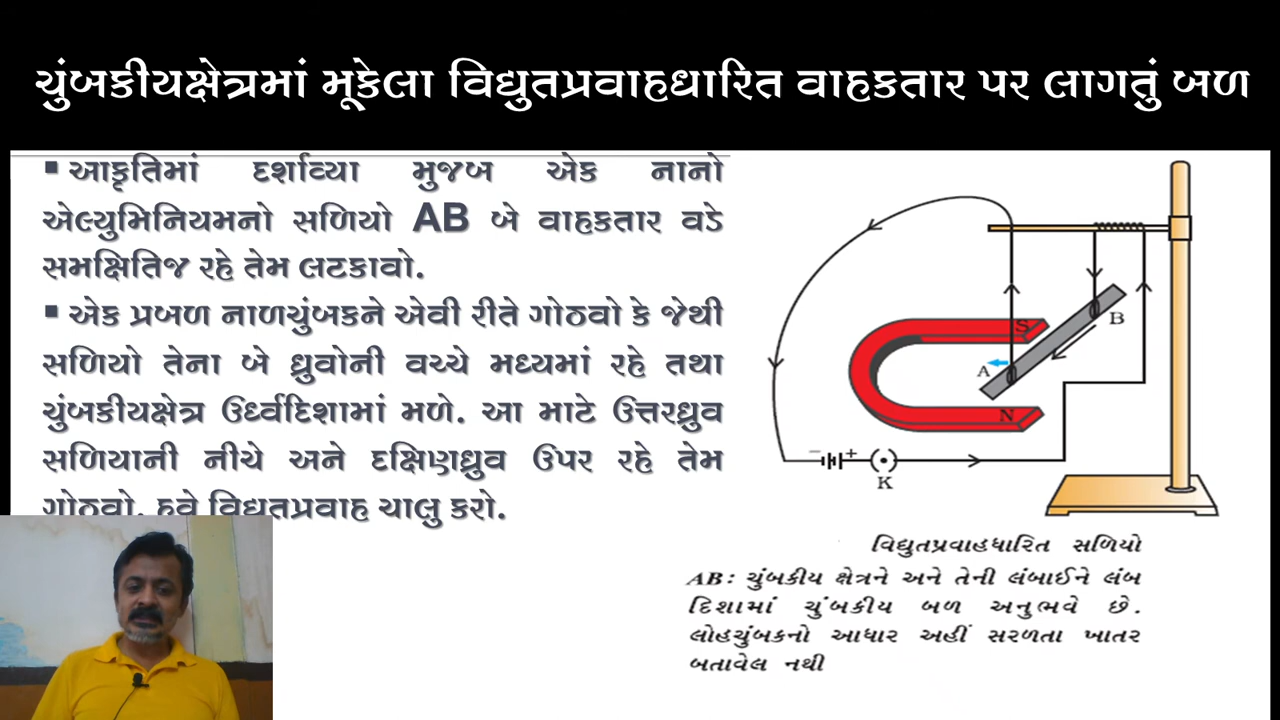 ચુંબકીયક્ષેત્રમાં મૂકેલા વિદ્યુતપ્રવાહધારિત વાહકતાર પર લાગતું બળ
▪ આકૃતિમાં દર્શાવ્યા મુજબ એક નાનો
એલ્યુમિનિયમનો સળિયો AB બે વાહકતાર વડે
સમક્ષિતિજ રહે તેમ લટકાવો.
▪ એક પ્રબળ નાળચુંબકને એવી રીતે ગોઠવો કે જેથી
સળિયો તેના બે ધ્રુવોની વચ્ચે મધ્યમાં રહે તથા
ચુંબકીયક્ષેત્ર ઉર્ધ્વદિશામાં મળે. આ માટે ઉત્તરધ્રુવ
સળિયાની નીચે અને દક્ષિણધ્રુવ ઉપર રહે તેમ
ગોઠવો. હવે વિદ્યુતપ્રવાહ ચાલુ કરો.
S
B
A
N
− +
K
વિદ્યુતપ્રવાહધારિત સળિયો
AB: ચુંબકીય ક્ષેત્રને અને તેની લંબાઈને લંબ
દિશામાં ચુંબકીય બળ અનુભવે છે.
લોહચુંબકનો આધાર અહીં સરળતા ખાતર
બતાવેલ નથી